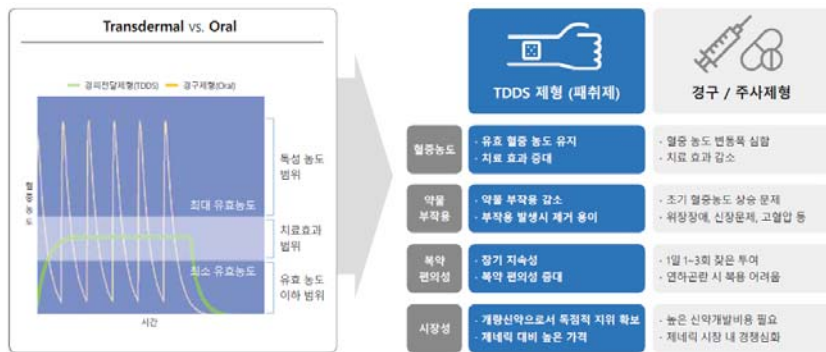 Transdermal vs. Oral
경피전달제형(TDDS) 경구제형(Oral)
혈중농도
독성 농도
범위
최대 유효농도
치료효과
범위
최소 유효농도
유효 농도
이하 범위
시간
TDDS 제형 (패취제)
경구 / 주사제형
혈중농도
· 유효 혈중 농도 유지
· 치료 효과 증대
· 혈중 농도 변동폭 심함
· 치료 효과 감소
약물
부작용
· 약물 부작용 감소
· 부작용 발생시 제거 용이
· 초기 혈중농도 상승 문제
· 위장장애, 신장문제, 고혈압 등
복약
편의성
· 장기 지속성
· 복약 편의성 증대
· 1일 1~3회 잦은 투여
· 연하곤란 시 복용 어려움
시장성
· 개량신약으로서 독점적 지위 확보
· 제네릭 대비 높은 가격
· 높은 신약개발비용 필요
· 제네릭 시장 내 경쟁심화